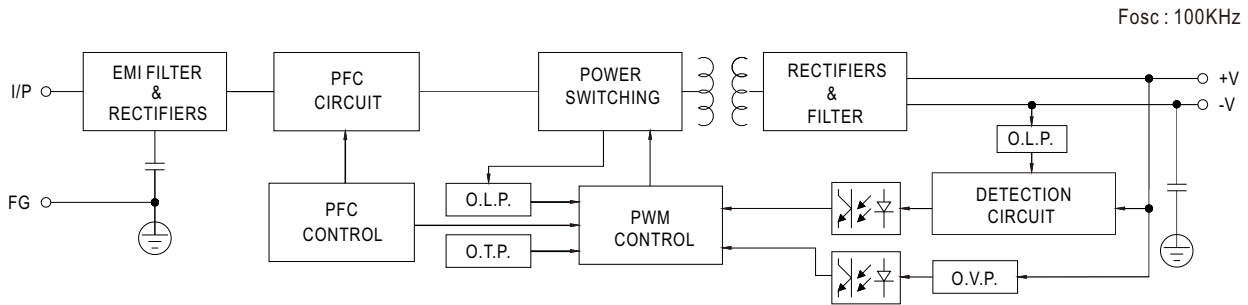 Fosc : 100KHz
I/P
EMI FILTER
&
RECTIFIERS
PFC
CIRCUIT
POWER
SWITCHING
RECTIFIERS
&
FILTER
+V
-V
O.L.P.
FG
PFC
CONTROL
O.L.P.
O.T.P.
PWM
CONTROL
DETECTION
CIRCUIT
O.V.P.